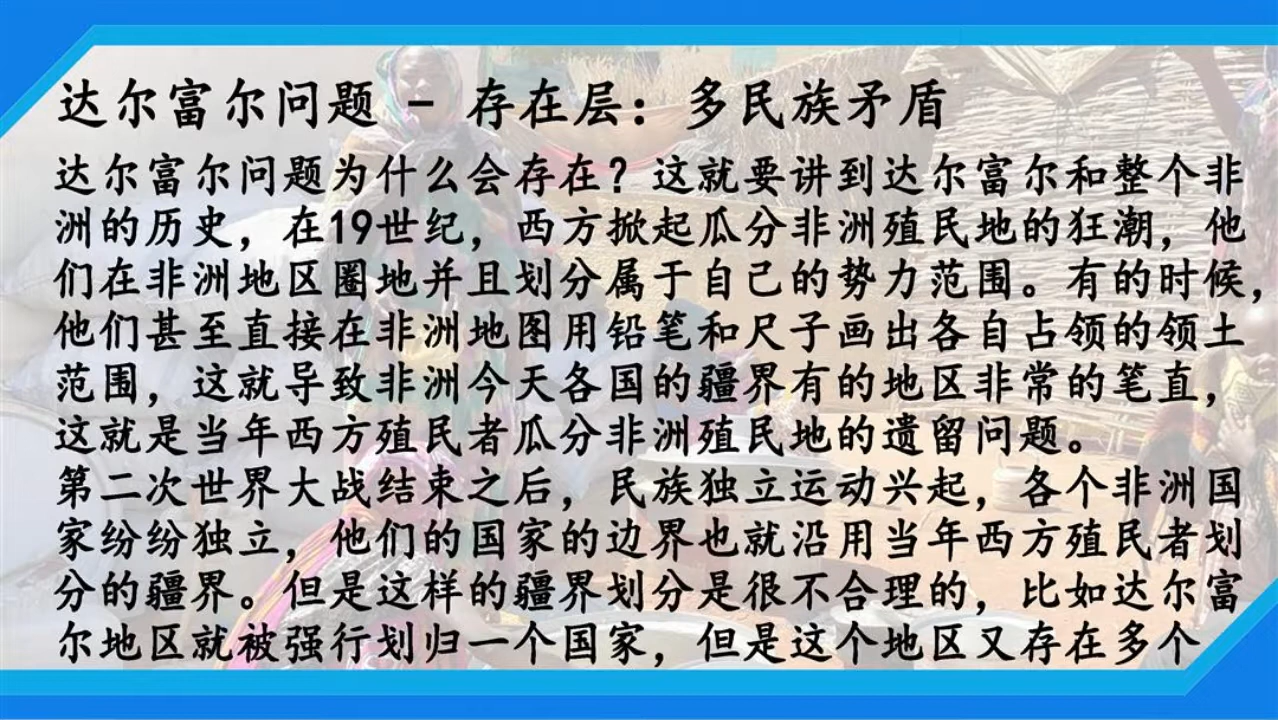 达尔富尔问题 - 存在层：多民族矛盾
达尔富尔问题为什么会存在？这就要讲到达尔富尔和整个非
洲的历史，在19世纪，西方掀起瓜分非洲殖民地的狂潮，他
们在非洲地区圈地并且划分属于自己的势力范围。有的时候，
他们甚至直接在非洲地图用铅笔和尺子画出各自占领的领土
范围，这就导致非洲今天各国的疆界有的地区非常的笔直，
这就是当年西方殖民者瓜分非洲殖民地的遗留问题。
第二次世界大战结束之后，民族独立运动兴起，各个非洲国
家纷纷独立，他们的国家的边界也就沿用当年西方殖民者划
分的疆界。但是这样的疆界划分是很不合理的，比如达尔富
尔地区就被强行划归一个国家，但是这个地区又存在多个